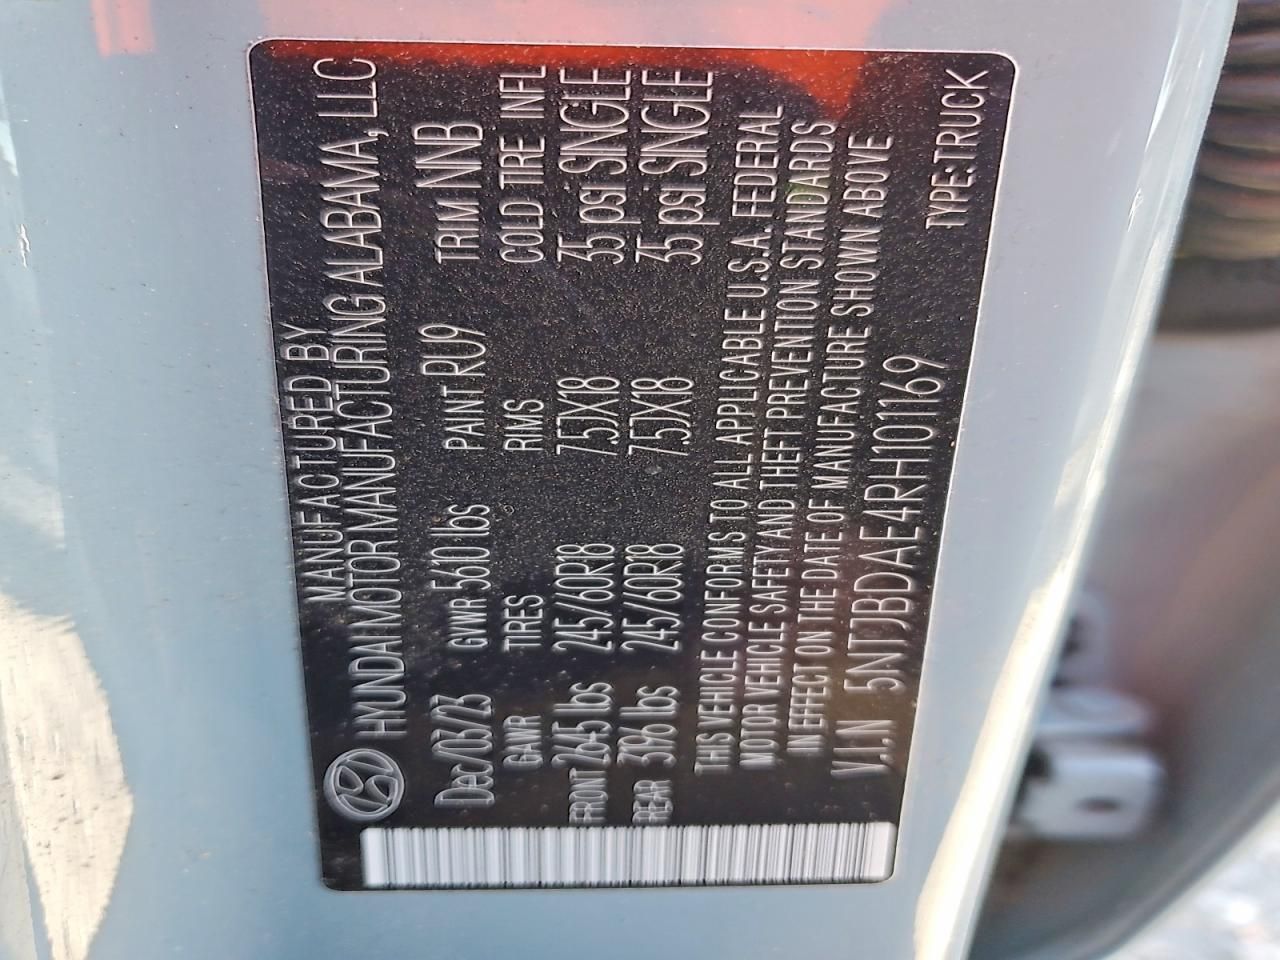 MANUFACTURED BY
HYUNDAI MOTOR MANUFACTURING ALABAMA, LLC
Dec/03/23 GVWR 5610 lbs PAINT RU9 TRIM NNB
GAWR TIRES RIMS COLD TIRE INFL
FRONT 2645 lbs 245/60R18 7.5JX18 35 psi SINGLE
REAR 3196 lbs 245/60R18 7.5JX18 35 psi SINGLE
THIS VEHICLE CONFORMS TO ALL APPLICABLE U.S.A. FEDERAL
MOTOR VEHICLE SAFETY AND THEFT PREVENTION STANDARDS
IN EFFECT ON THE DATE OF MANUFACTURE SHOWN ABOVE
V.I.N 5NTJBDAE4RH101169
TYPE:TRUCK